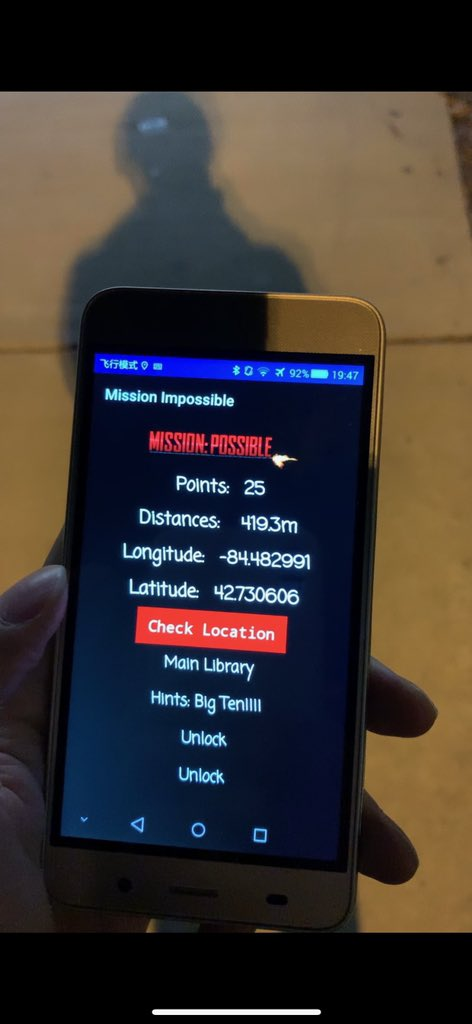 飞行模式 92% 19:47
Mission Impossible
MISSION: POSSIBLE
Points: 25
Distances: 419.3m
Longitude: -84.482991
Latitude: 42.730606
Check Location
Main Library
Hints: Big Ten!!!!
Unlock
Unlock